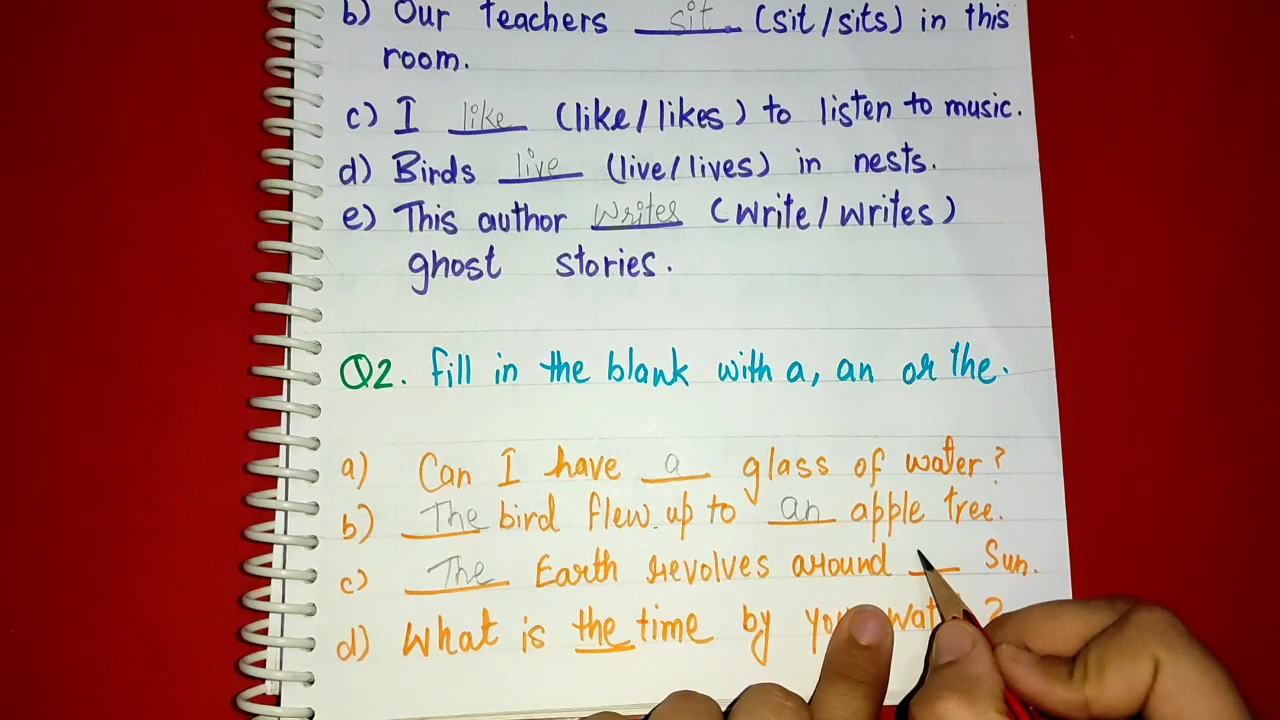 b) Our teachers sit (sit/sits) in this
room.
c) I like (like/likes) to listen to music.
d) Birds live (live/lives) in nests.
e) This author writes (write/writes)
ghost stories.
Q2. fill in the blank with a, an or the.
a) Can I have a glass of water?
b) The bird flew up to an apple tree.
c) The Earth revolves around __ Sun.
d) What is the time by ?